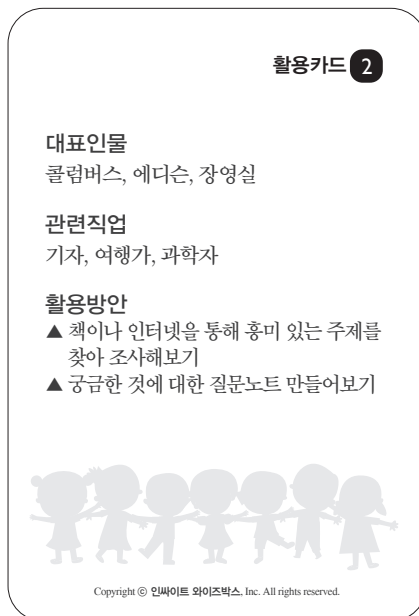 활용카드 2
대표인물
콜럼버스, 에디슨, 장영실
관련직업
기자, 여행가, 과학자
활용방안
▲ 책이나 인터넷을 통해 흥미 있는 주제를
찾아 조사해보기
▲ 궁금한 것에 대한 질문노트 만들어보기
Copyright ⓒ 인싸이트 와이즈박스, Inc. All rights reserved.